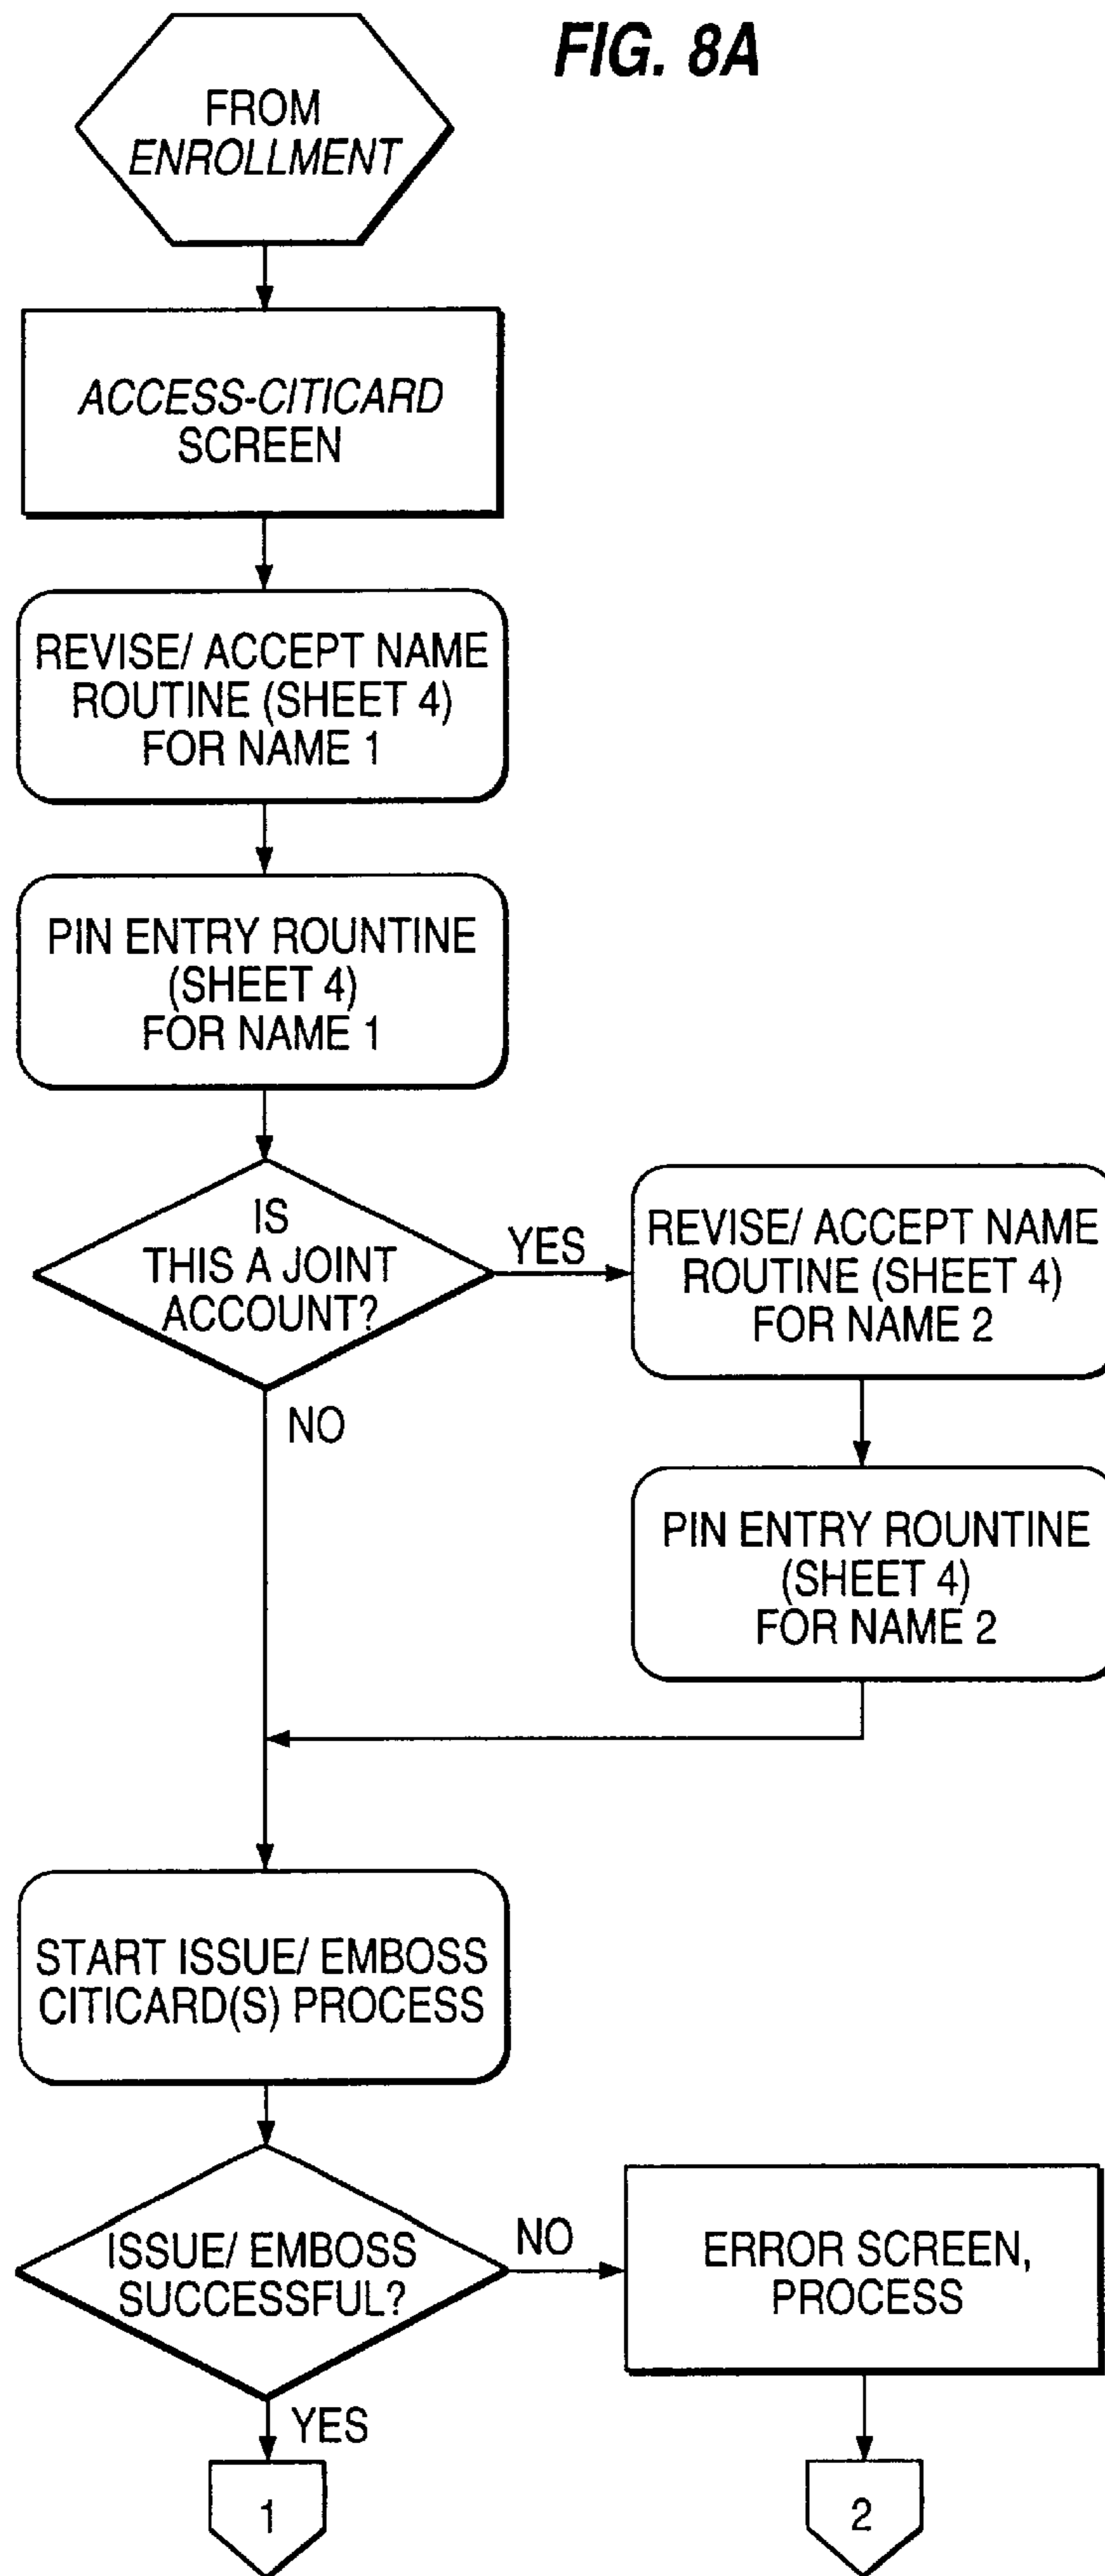 FIG. 8A
FROM
ENROLLMENT
ACCESS-CITICARD
SCREEN
REVISE/ ACCEPT NAME
ROUTINE (SHEET 4)
FOR NAME 1
PIN ENTRY ROUNTINE
(SHEET 4)
FOR NAME 1
IS
THIS A JOINT
ACCOUNT?
YES
REVISE/ ACCEPT NAME
ROUTINE (SHEET 4)
FOR NAME 2
NO
PIN ENTRY ROUNTINE
(SHEET 4)
FOR NAME 2
START ISSUE/ EMBOSS
CITICARD(S) PROCESS
ISSUE/ EMBOSS
SUCCESSFUL?
NO
ERROR SCREEN,
PROCESS
YES
1
2